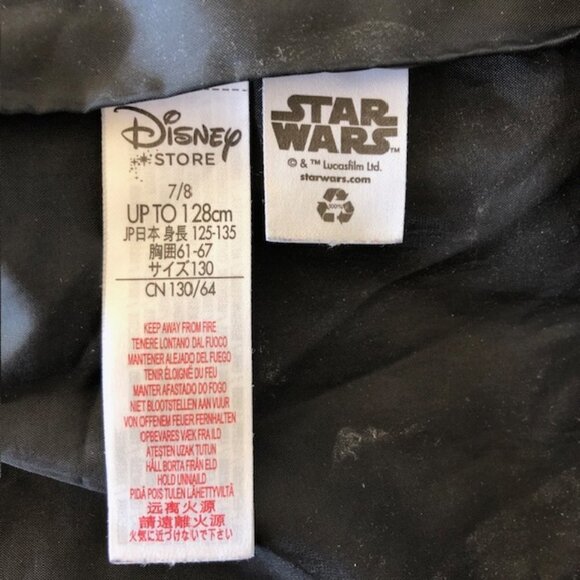 Disney
STORE
7/8
UP TO 128cm
JP日本 身長 125-135
胸囲61-67
サイズ130
CN 130/64
KEEP AWAY FROM FIRE
TENERE LONTANO DAL FUOCO
MANTENER ALEJADO DEL FUEGO
TENIR ÉLOIGNÉ DU FEU
MANTER AFASTADO DO FOGO
NIET BLOOTSTELLEN AAN VUUR
VON OFFENEM FEUER FERNHALTEN
OPBEVARES VÆK FRA ILD
ATEŞTEN UZAK TUTUN
HÅLL BORTA FRÅN ELD
HOLD UNNAILD
PIDÄ POIS TULEN LÄHETTYVILTÄ
远离火源
請遠離火源
火気に近づけないで下さい
STAR
WARS™
© & ™ Lucasfilm Ltd.
starwars.com
100%